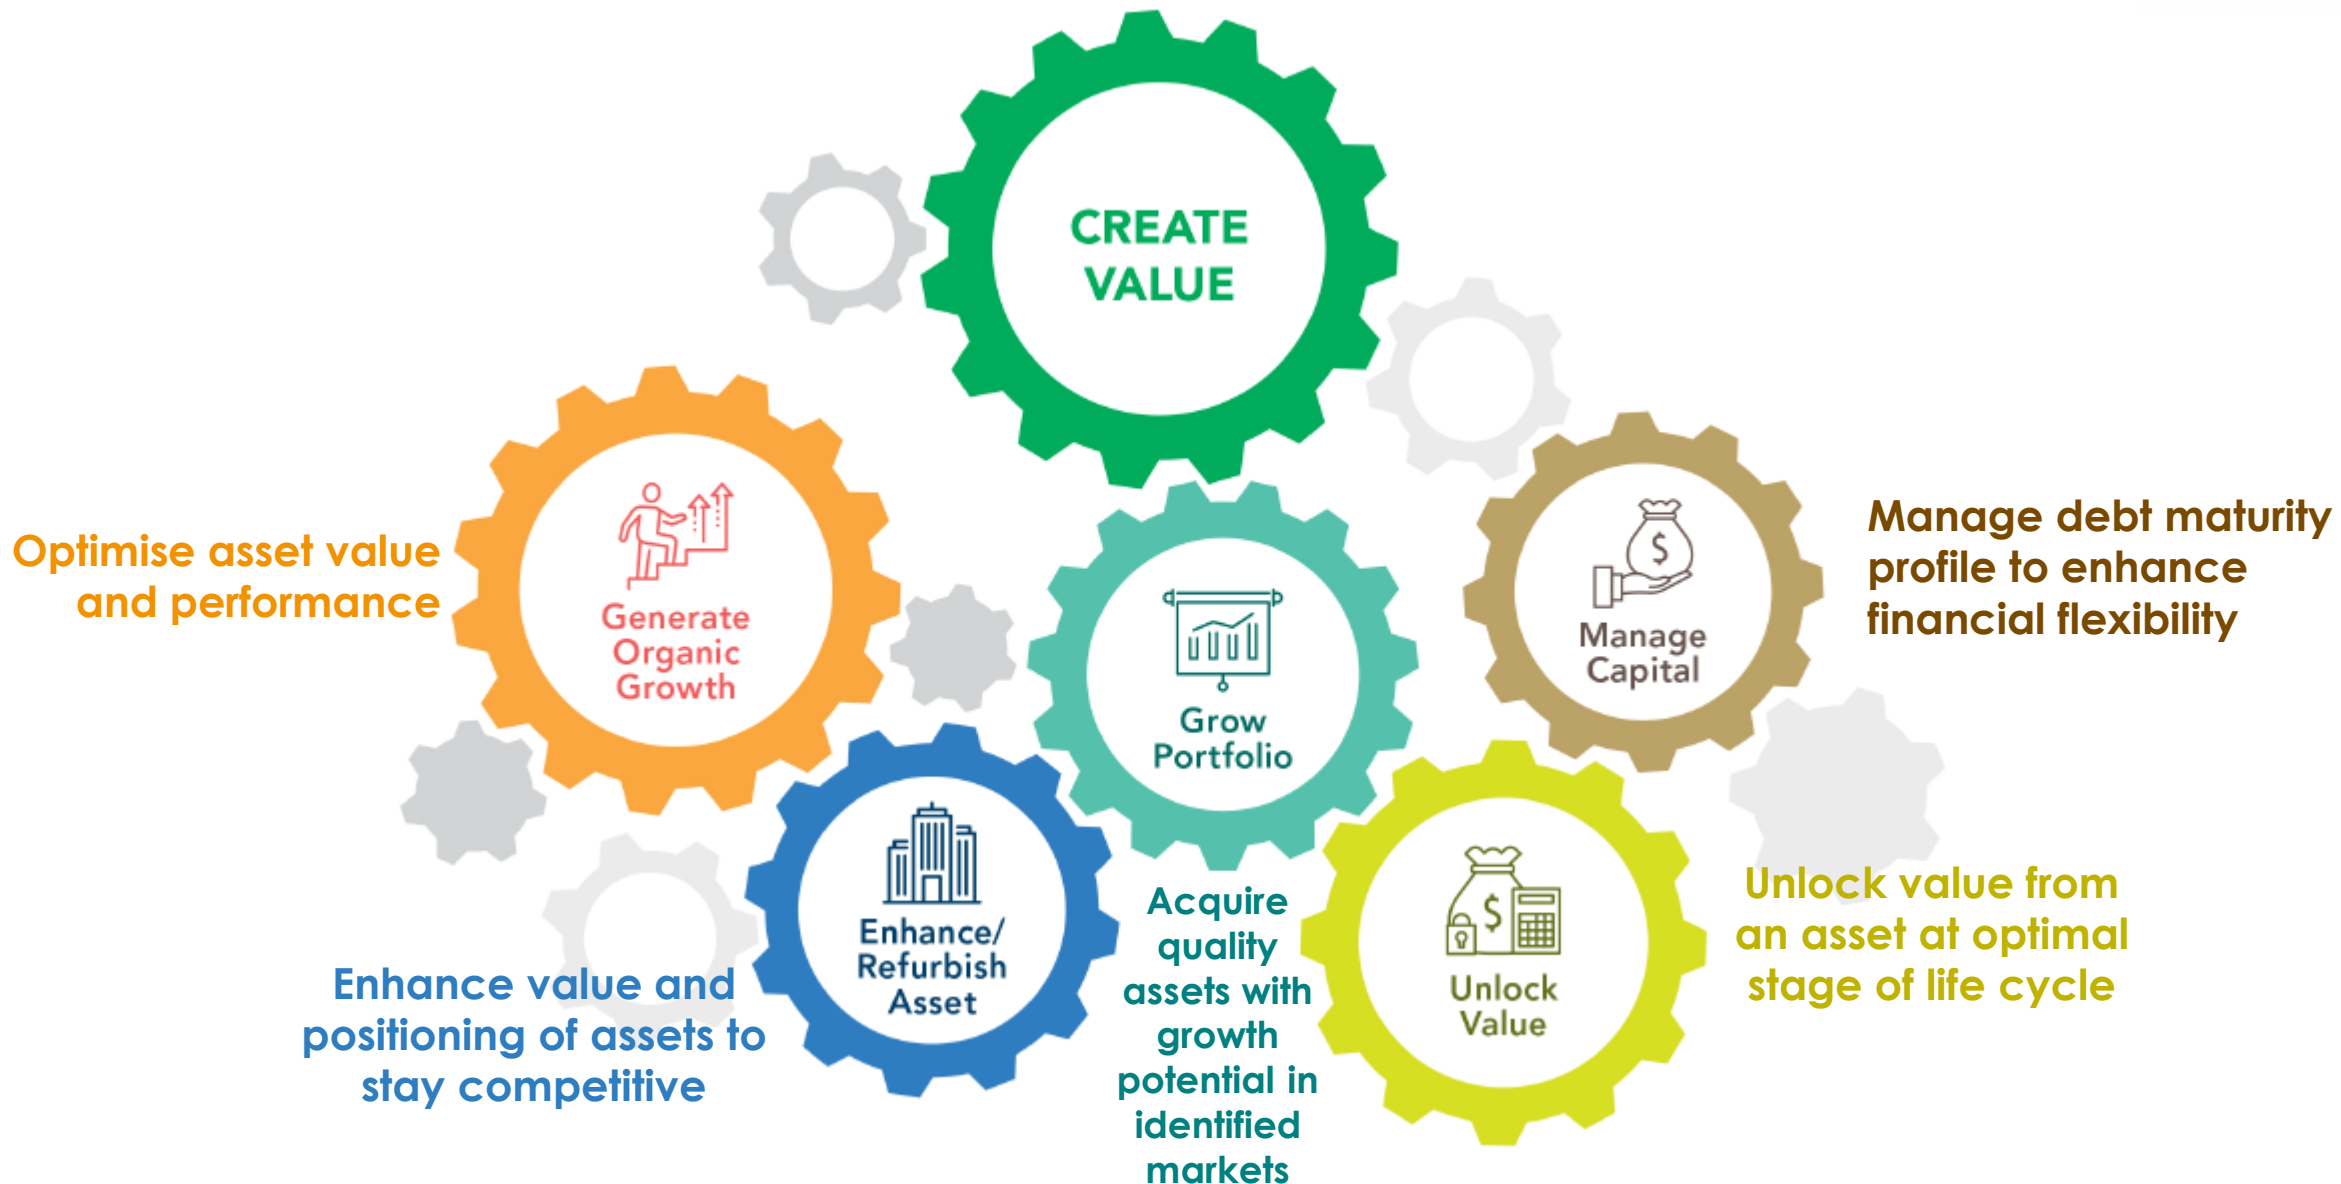 CREATE
VALUE
Optimise asset value
and performance
Generate
Organic
Growth
Grow
Portfolio
Manage
Capital
Manage debt maturity
profile to enhance
financial flexibility
Enhance/
Refurbish
Asset
Enhance value and
positioning of assets to
stay competitive
Acquire
quality
assets with
growth
potential in
identified
markets
$
Unlock
Value
Unlock value from
an asset at optimal
stage of life cycle
$